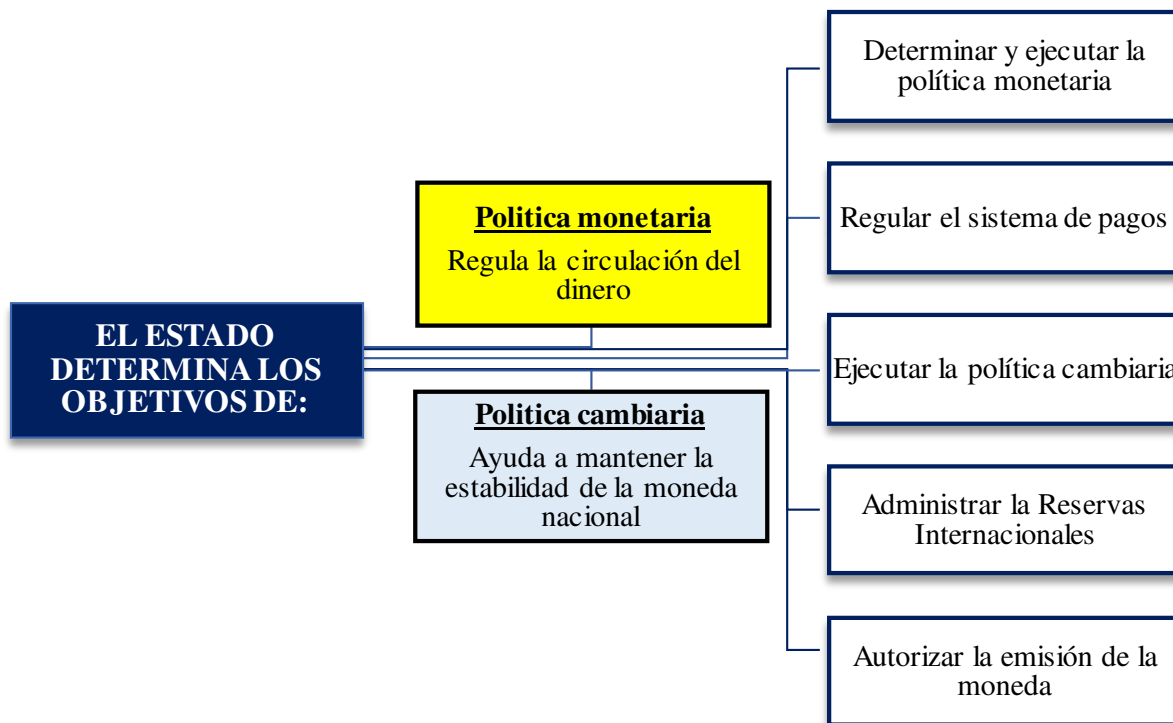 EL ESTADO
DETERMINA LOS
OBJETIVOS DE:
Politica monetaria
Regula la circulación del
dinero
Politica cambiaria
Ayuda a mantener la
estabilidad de la moneda
nacional
Determinar y ejecutar la
política monetaria
Regular el sistema de pagos
Ejecutar la política cambiaria
Administrar la Reservas
Internacionales
Autorizar la emisión de la
moneda